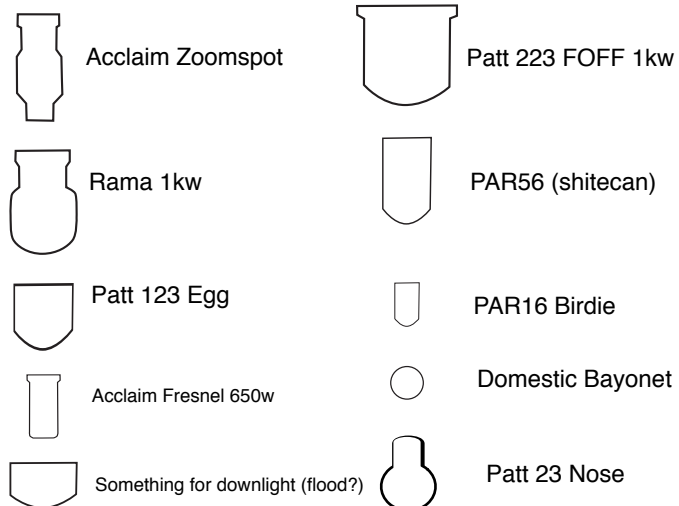 Acclaim Zoomspot
Patt 223 FOFF 1kw
Rama 1kw
PAR56 (shitecan)
Patt 123 Egg
PAR16 Birdie
Acclaim Fresnel 650w
Domestic Bayonet
Something for downlight (flood?)
Patt 23 Nose